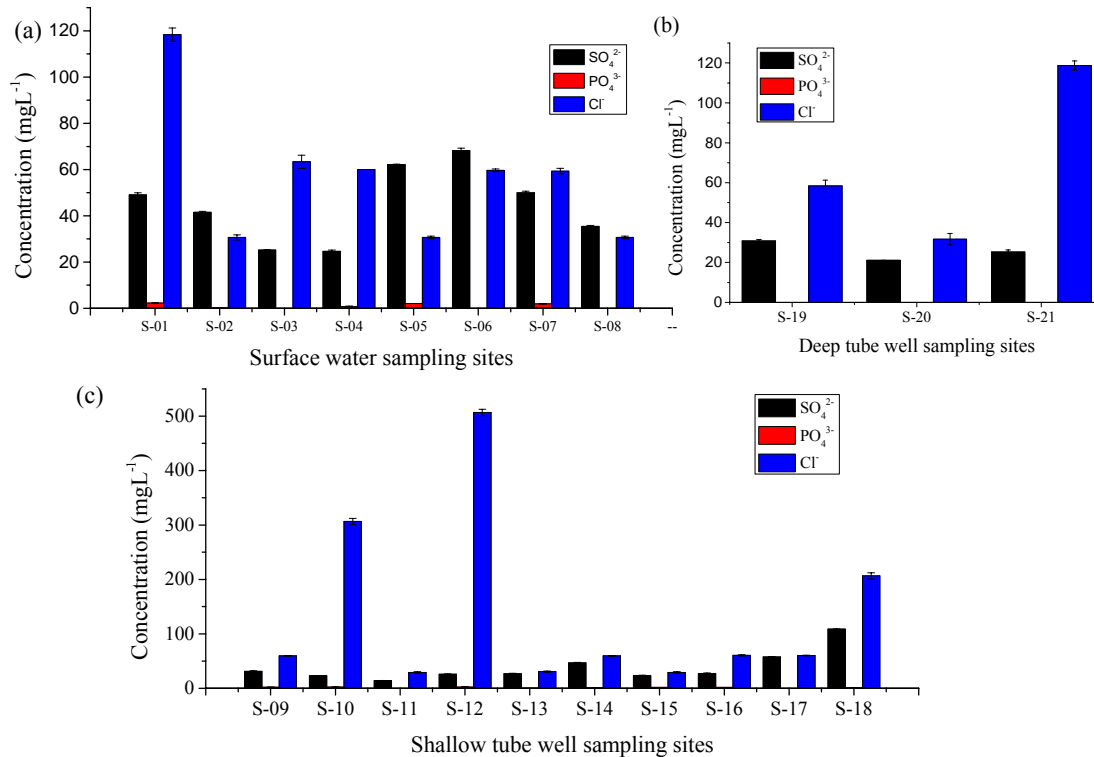 (a)
Concentration (mgL⁻¹)
120
100
80
60
40
20
0
SO₄²⁻
PO₄³⁻
Cl⁻
S-01 S-02 S-03 S-04 S-05 S-06 S-07 S-08 --
Surface water sampling sites
(b)
Concentration (mgL⁻¹)
120
100
80
60
40
20
0
SO₄²⁻
PO₄³⁻
Cl⁻
S-19 S-20 S-21
Deep tube well sampling sites
(c)
Concentration (mgL⁻¹)
500
400
300
200
100
0
SO₄²⁻
PO₄³⁻
Cl⁻
S-09 S-10 S-11 S-12 S-13 S-14 S-15 S-16 S-17 S-18
Shallow tube well sampling sites